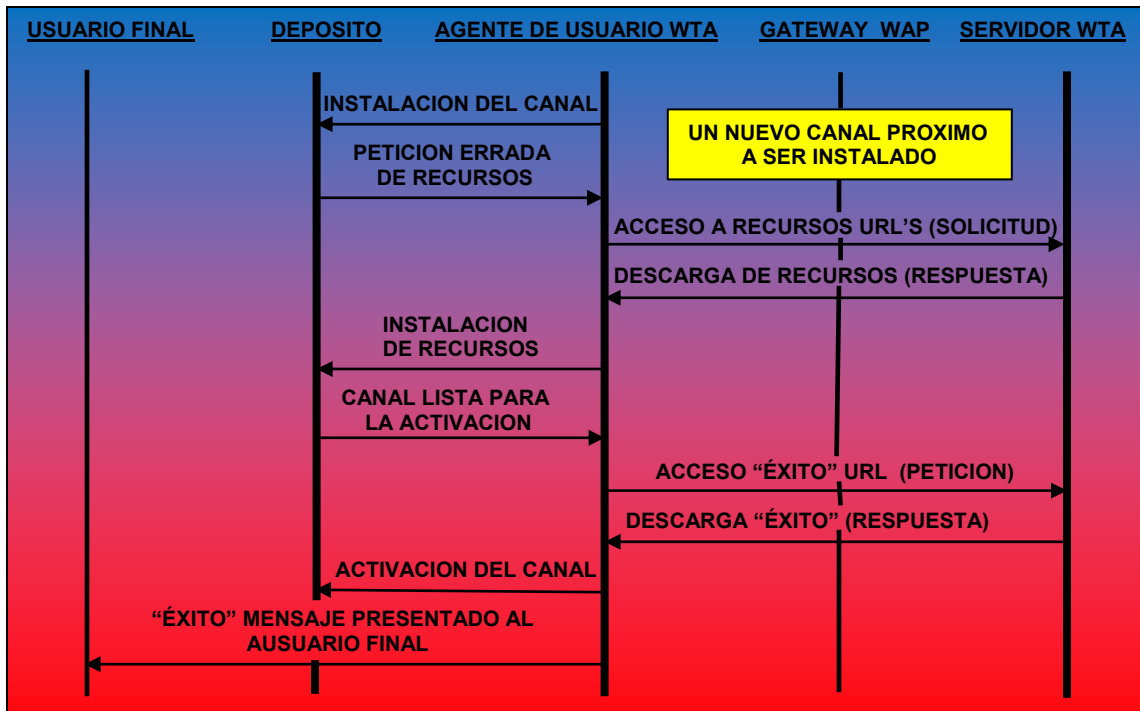 USUARIO FINAL DEPOSITO AGENTE DE USUARIO WTA GATEWAY WAP SERVIDOR WTA
INSTALACION DEL CANAL
UN NUEVO CANAL PROXIMO
A SER INSTALADO
PETICION ERRADA
DE RECURSOS
ACCESO A RECURSOS URL'S (SOLICITUD)
DESCARGA DE RECURSOS (RESPUESTA)
INSTALACION
DE RECURSOS
CANAL LISTA PARA
LA ACTIVACION
ACCESO “ÉXITO” URL (PETICION)
DESCARGA “ÉXITO” (RESPUESTA)
ACTIVACION DEL CANAL
“ÉXITO” MENSAJE PRESENTADO AL
AUSUARIO FINAL